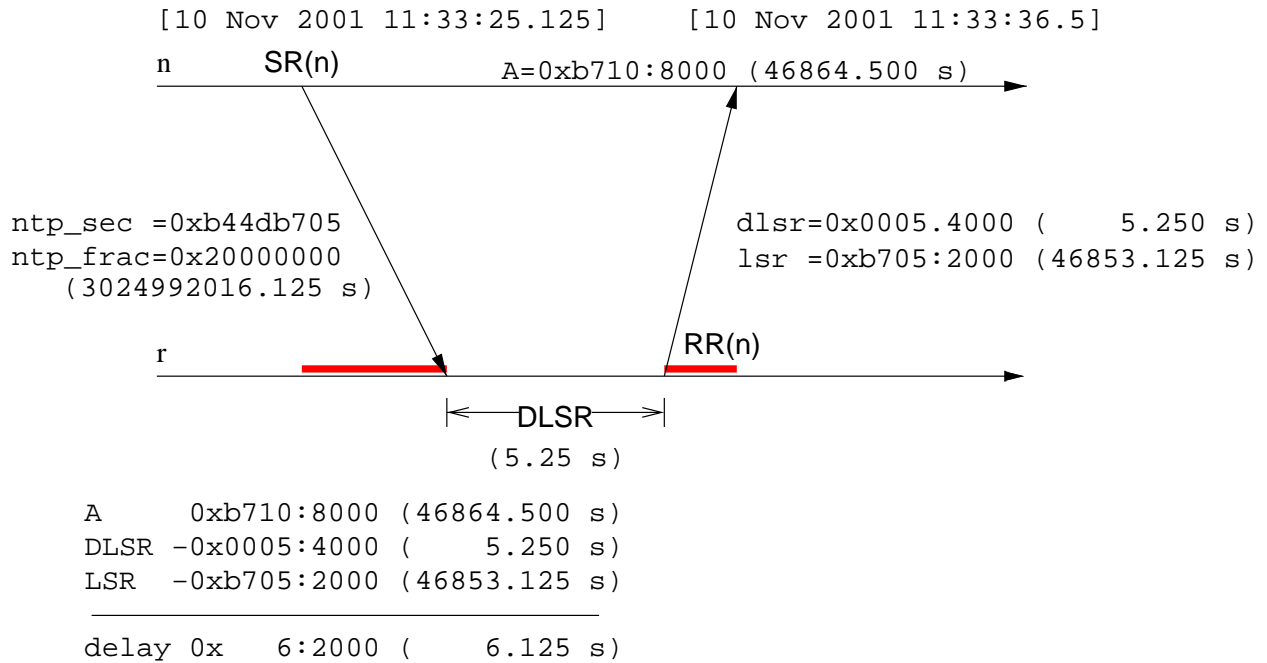 [10 Nov 2001 11:33:25.125] [10 Nov 2001 11:33:36.5]
n SR(n) A=0xb710:8000 (46864.500 s)
ntp_sec =0xb44db705 dlsr=0x0005.4000 ( 5.250 s)
ntp_frac=0x20000000 lsr =0xb705:2000 (46853.125 s)
(3024992016.125 s)
r RR(n)
DLSR
(5.25 s)
A 0xb710:8000 (46864.500 s)
DLSR -0x0005:4000 ( 5.250 s)
LSR -0xb705:2000 (46853.125 s)
delay 0x 6:2000 ( 6.125 s)